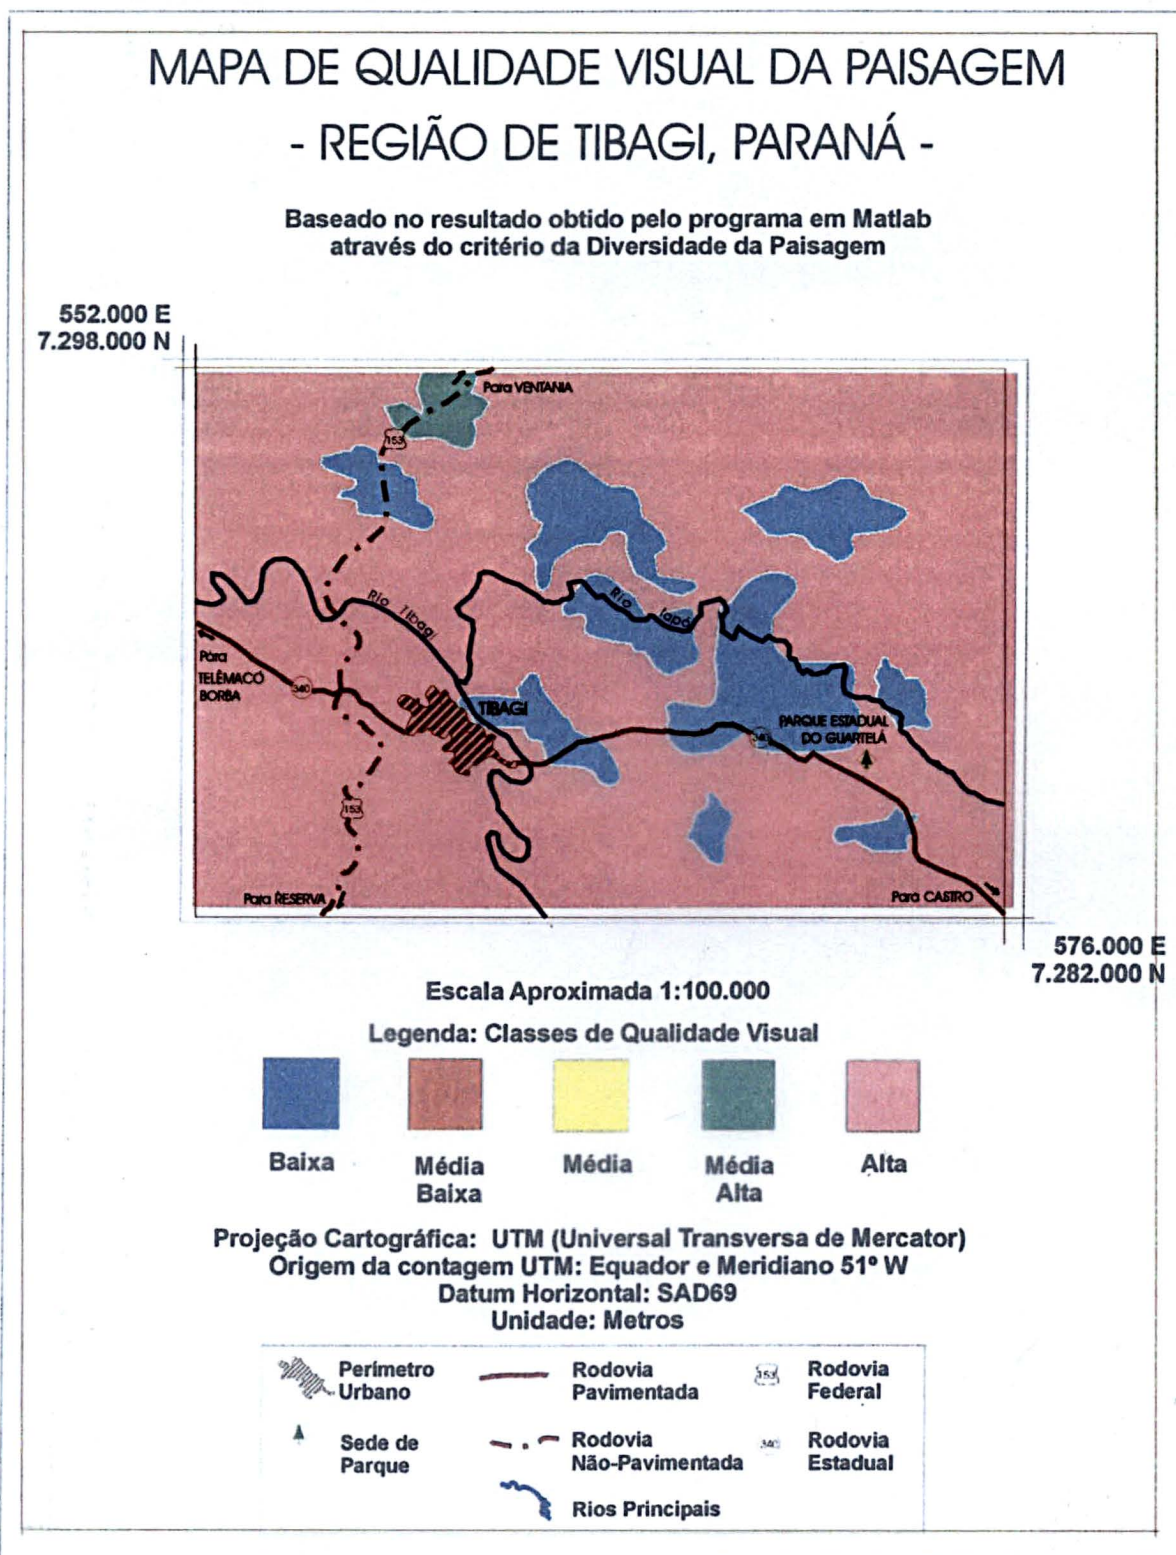 MAPA DE QUALIDADE VISUAL DA PAISAGEM
- REGIÃO DE TIBAGI, PARANÁ -
Baseado no resultado obtido pelo programa em Matlab
através do critério da Diversidade da Paisagem
552.000 E
7.298.000 N
Para VENTANIA
153
Rio Tibagi
Rio Iapó
Para
TELÊMACO
BORBA
340
TIBAGI
PARQUE ESTADUAL
DO GUARTELÁ
340
153
Para RESERVA
Para CASTRO
576.000 E
7.282.000 N
Escala Aproximada 1:100.000
Legenda: Classes de Qualidade Visual
Baixa
Média
Baixa
Média
Média
Alta
Alta
Projeção Cartográfica: UTM (Universal Transversa de Mercator)
Origem da contagem UTM: Equador e Meridiano 51º W
Datum Horizontal: SAD69
Unidade: Metros
Perímetro
Urbano
Rodovia
Pavimentada
153
Rodovia
Federal
Sede de
Parque
Rodovia
Não-Pavimentada
340
Rodovia
Estadual
Rios Principais